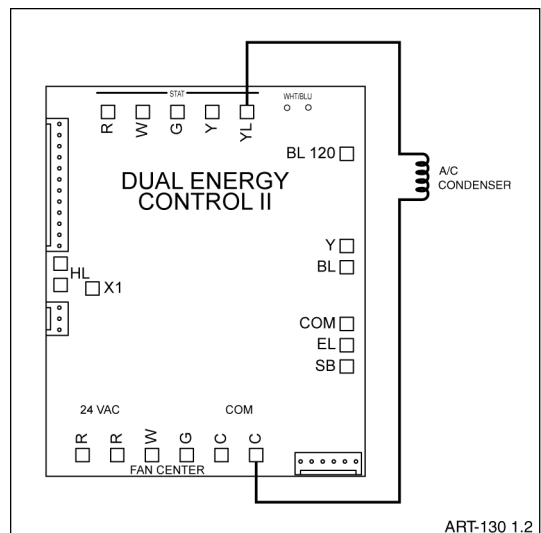 STAT
WHT/BLU
R
W
G
Y
YL
BL 120
A/C
CONDENSER
DUAL ENERGY
CONTROL II
Y
BL
HL
X1
COM
EL
SB
24 VAC
COM
R
R
W
G
C
C
FAN CENTER
ART-130 1.2